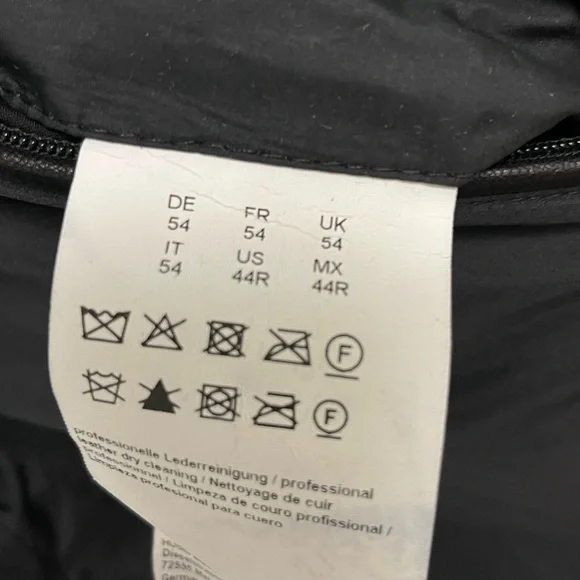 DE FR UK
54 54 54
IT US MX
54 44R 44R
F
F
professionelle Lederreinigung / professional
leather dry cleaning / Nettoyage de cuir
professionnel / Limpeza de couro profissional /
Limpieza profesional para cuero